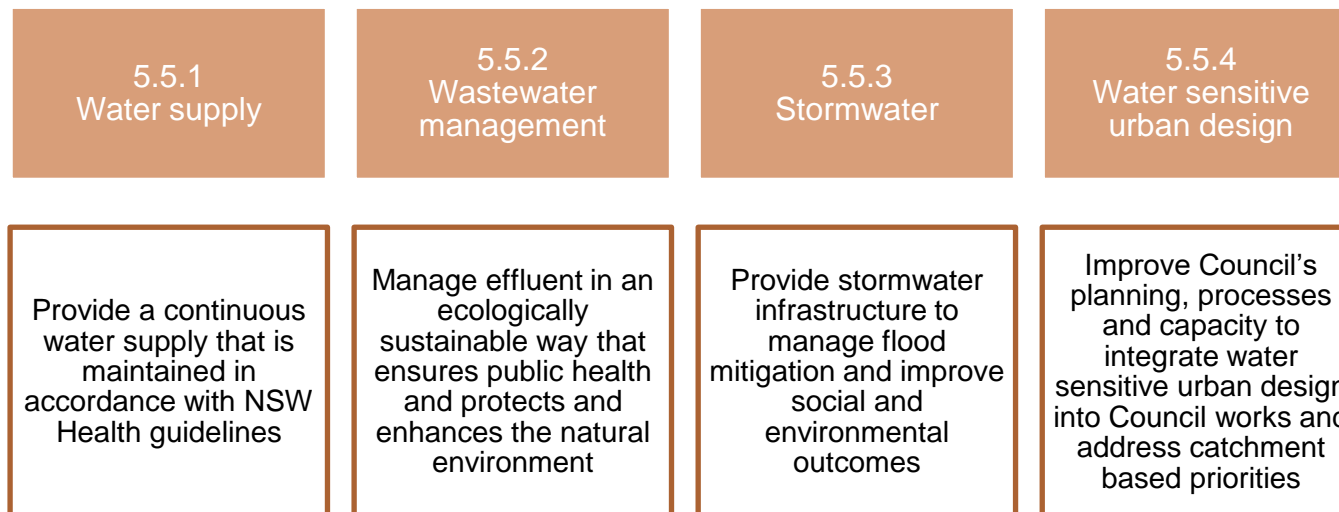 5.5.1
Water supply
5.5.2
Wastewater
management
5.5.3
Stormwater
5.5.4
Water sensitive
urban design
Provide a continuous
water supply that is
maintained in
accordance with NSW
Health guidelines
Manage effluent in an
ecologically
sustainable way that
ensures public health
and protects and
enhances the natural
environment
Provide stormwater
infrastructure to
manage flood
mitigation and improve
social and
environmental
outcomes
Improve Council's
planning, processes
and capacity to
integrate water
sensitive urban design
into Council works and
address catchment
based priorities